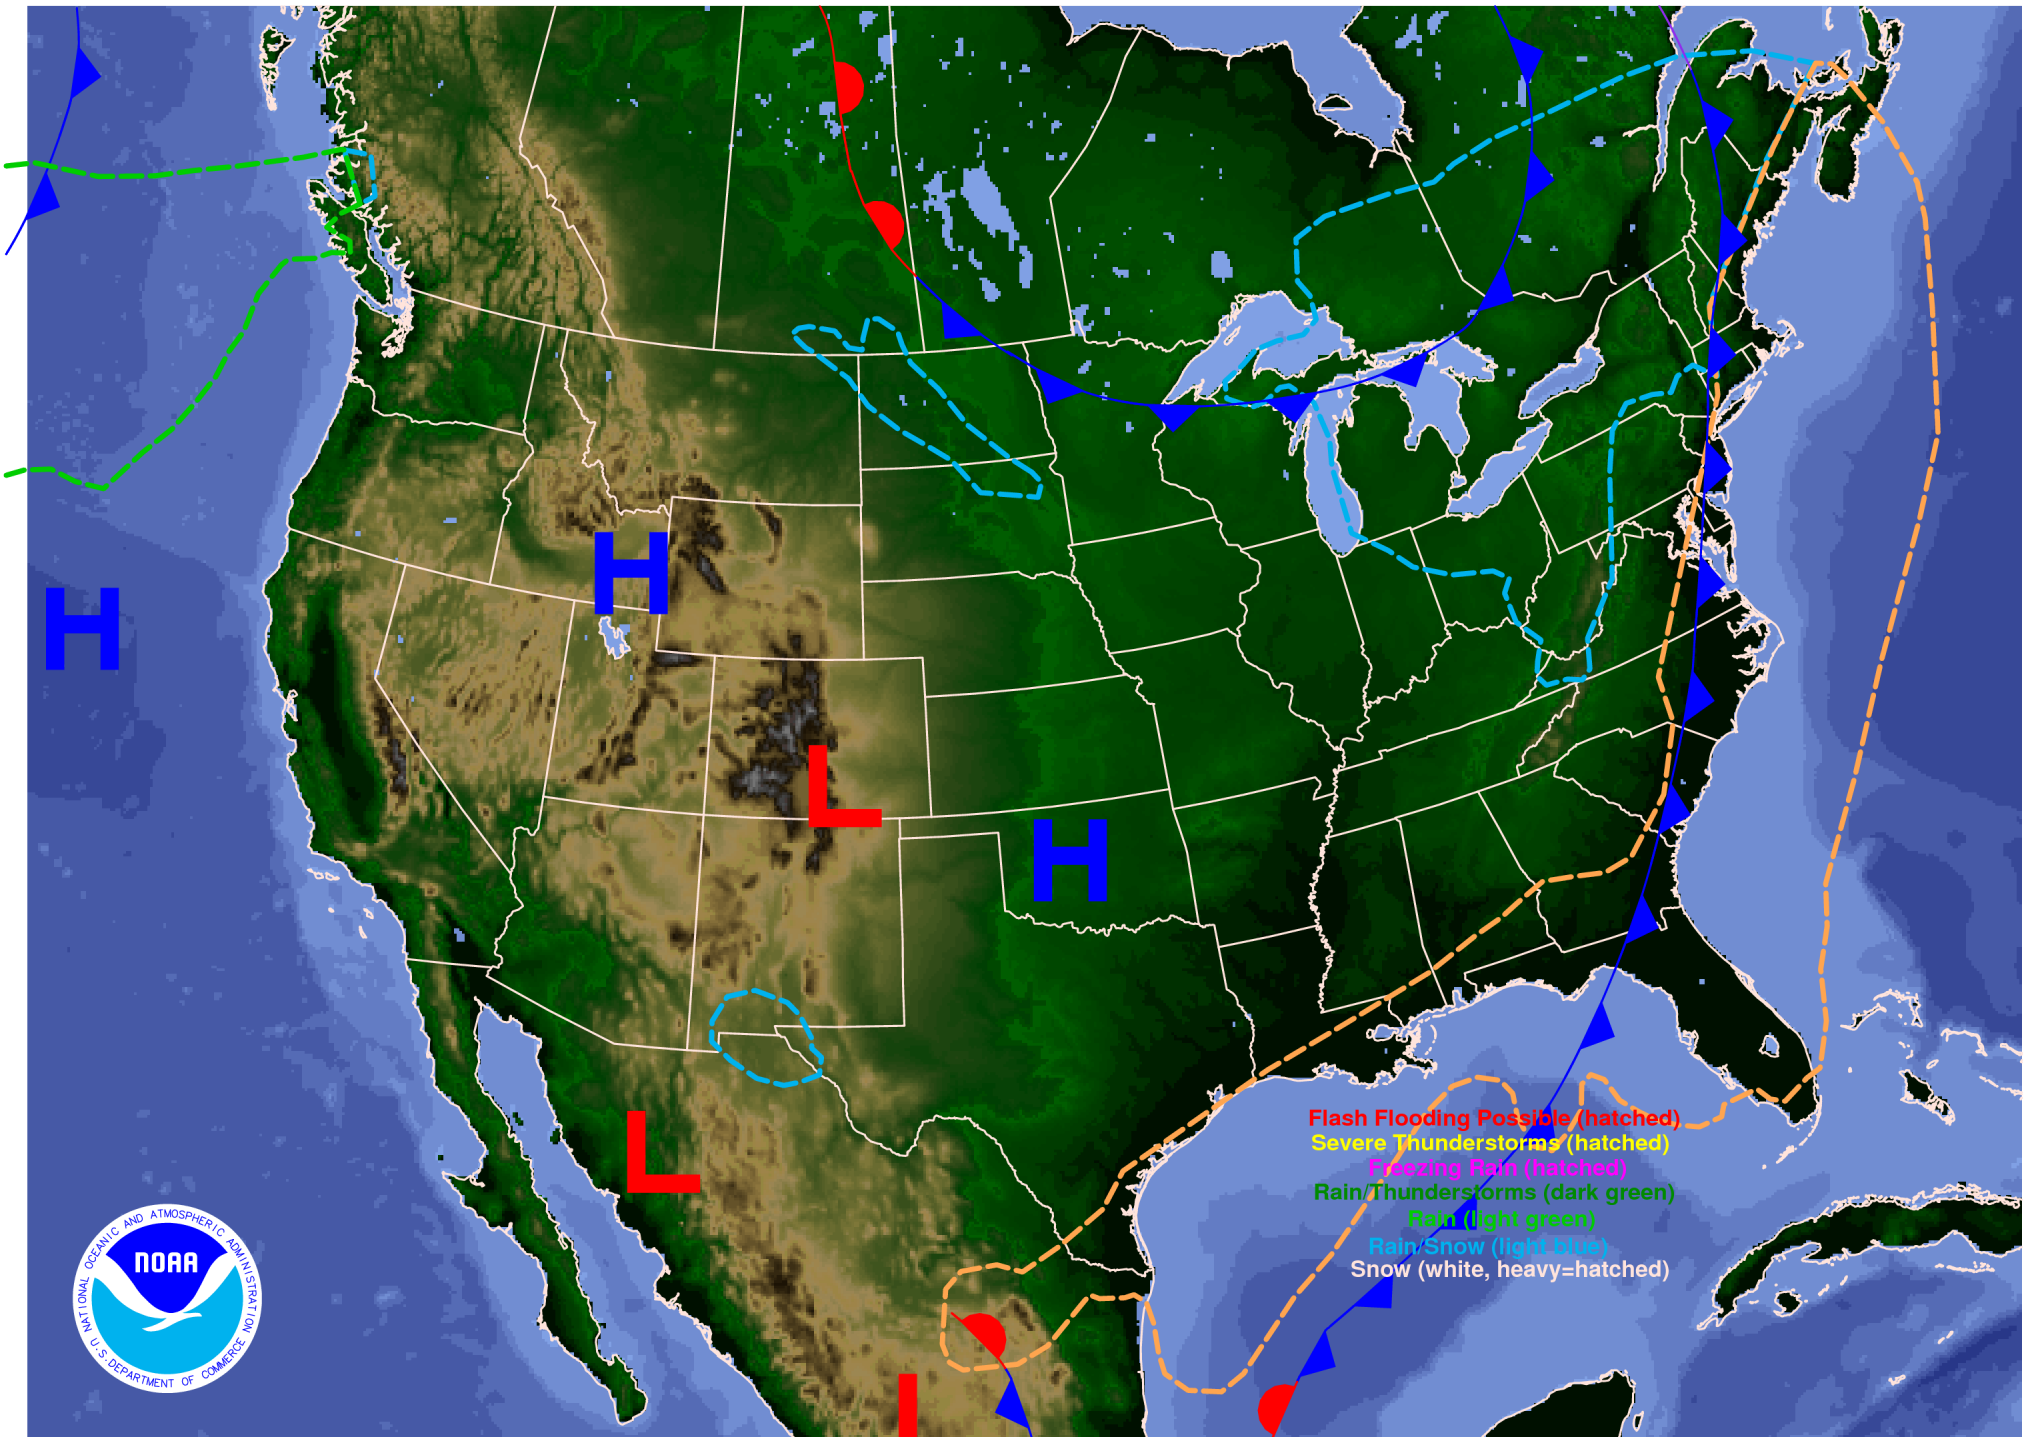 H
H
L
H
L
Flash Flooding Possible (hatched)
Severe Thunderstorms (hatched)
Freezing Rain (hatched)
Rain/Thunderstorms (dark green)
Rain (light green)
Rain/Snow (light blue)
Snow (white, heavy=hatched)
NATIONAL OCEANIC AND ATMOSPHERIC ADMINISTRATION
NOAA
U.S. DEPARTMENT OF COMMERCE